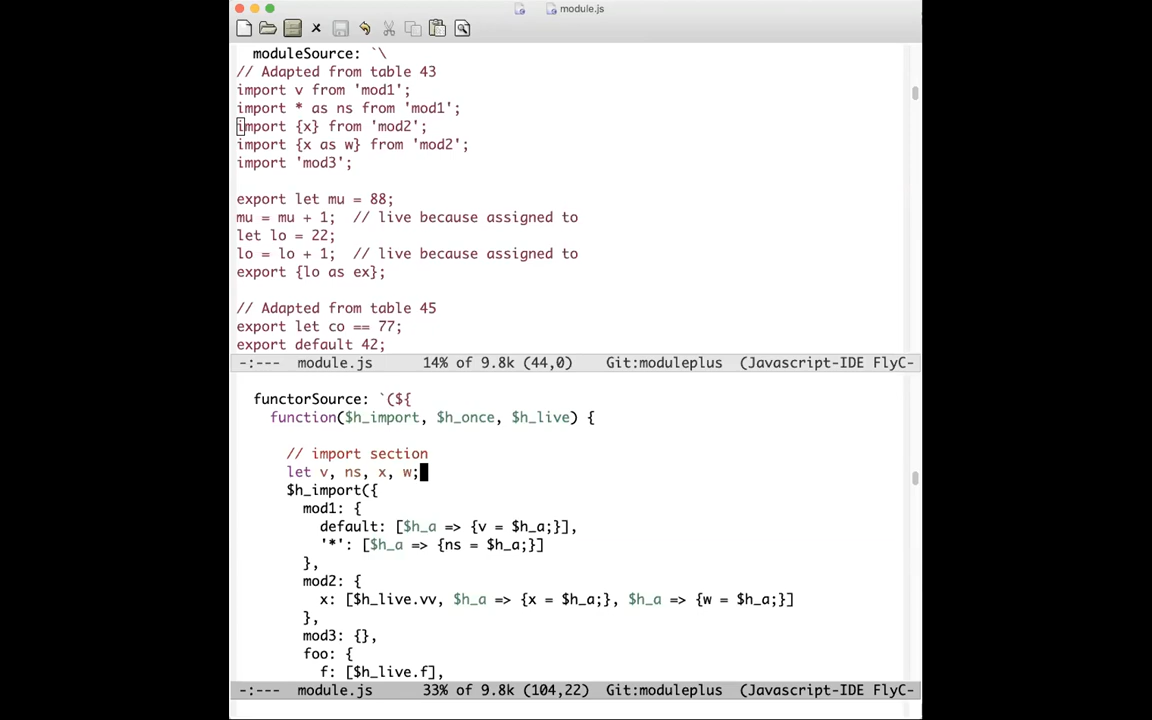 module.js
moduleSource: `\
// Adapted from table 43
import v from 'mod1';
import * as ns from 'mod1';
import {x} from 'mod2';
import {x as w} from 'mod2';
import 'mod3';
export let mu = 88;
mu = mu + 1;  // live because assigned to
let lo = 22;
lo = lo + 1;  // live because assigned to
export {lo as ex};
// Adapted from table 45
export let co == 77;
export default 42;
-:---  module.js      14% of 9.8k (44,0)    Git:moduleplus  (Javascript-IDE FlyC-
functorSource: `(${
function($h_import, $h_once, $h_live) {
// import section
let v, ns, x, w;
$h_import({
mod1: {
default: [$h_a => {v = $h_a;}],
'*': [$h_a => {ns = $h_a;}]
},
mod2: {
x: [$h_live.vv, $h_a => {x = $h_a;}, $h_a => {w = $h_a;}]
},
mod3: {},
foo: {
f: [$h_live.f],
-:---  module.js      33% of 9.8k (104,22)  Git:moduleplus  (Javascript-IDE FlyC-